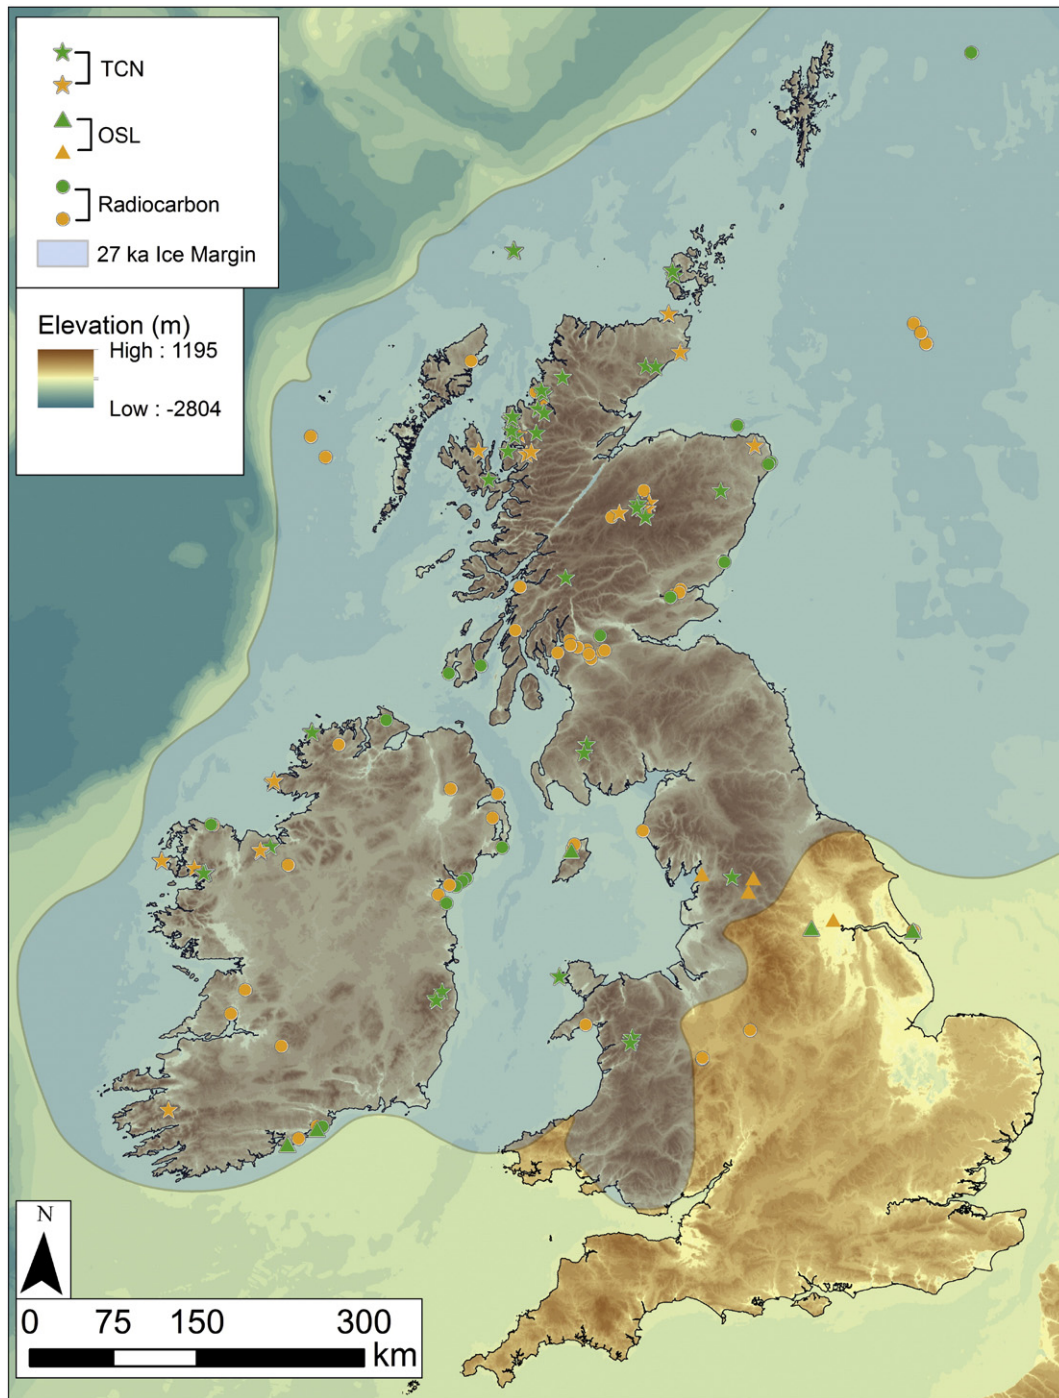 TCN
OSL
Radiocarbon
27 ka Ice Margin
Elevation (m)
High : 1195
Low : -2804
N
0 75 150 300
km